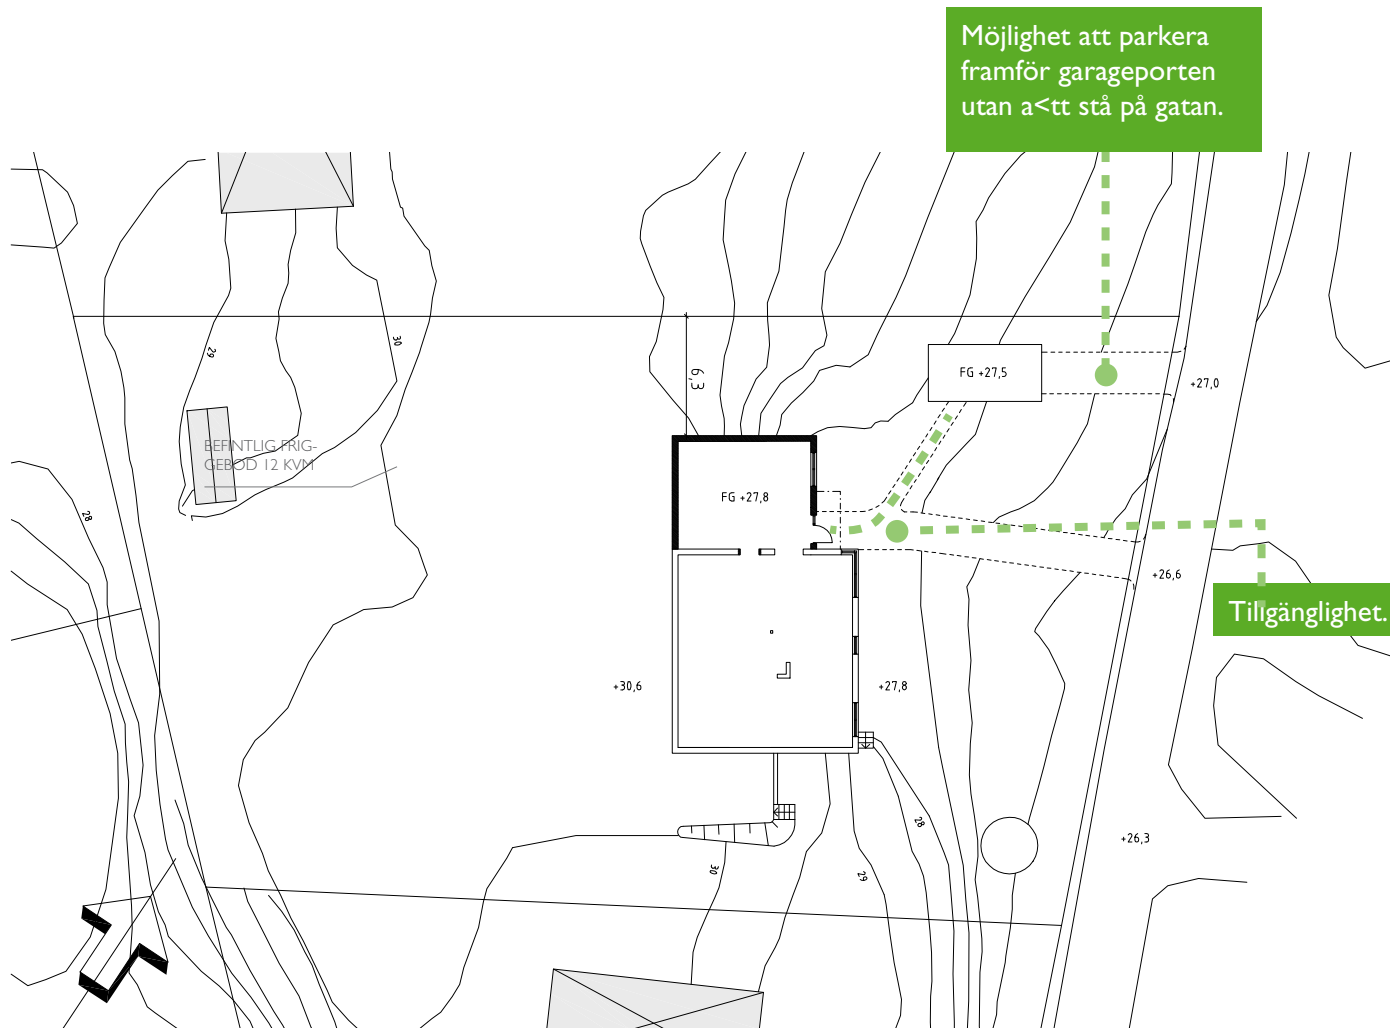 Möjlighet att parkera
framför garageporten
utan a<tt stå på gatan.
29
30
6,3
FG +27,5
+27,0
BEFINTLIG FRIG-
GEBOD 12 KVM
28
FG +27,8
+26,6
Tillgänglighet.
+30,6
+27,8
28
+26,3
30
29